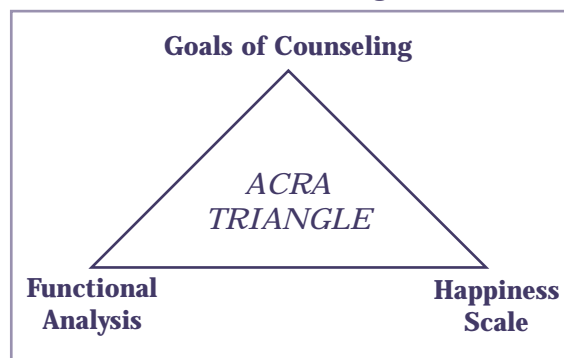 Goals of Counseling
ACRA
TRIANGLE
Functional
Analysis
Happiness
Scale